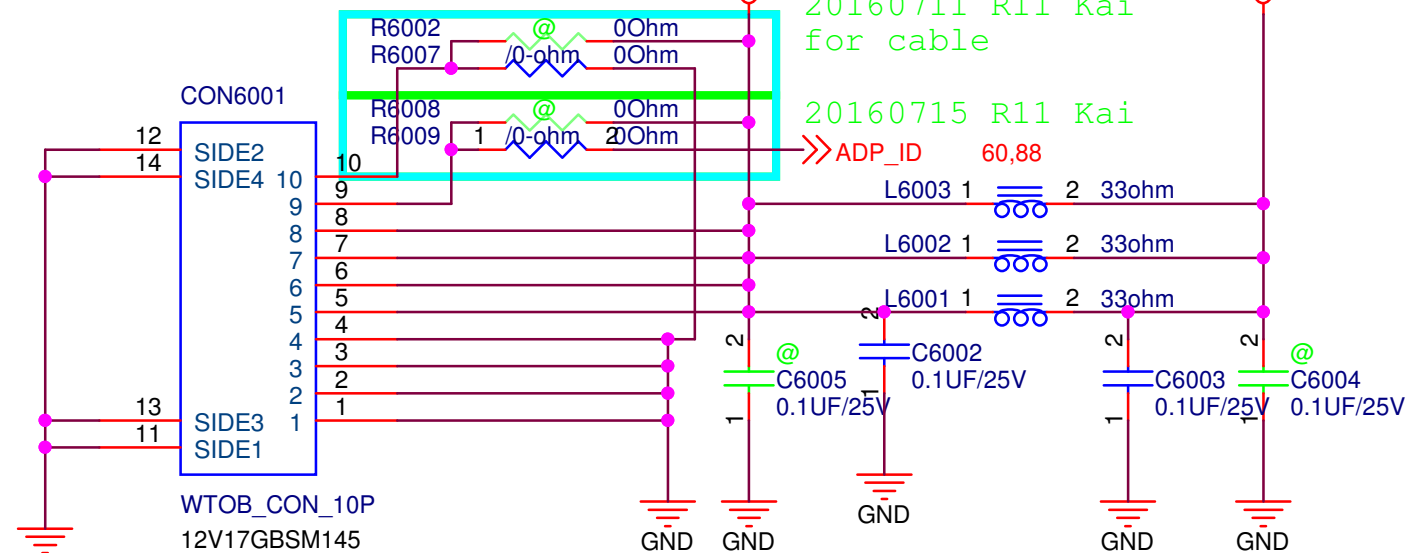 20160711 R11 Kai
for cable
R6002 @ 0Ohm
R6007 /0-ohm 0Ohm
CON6001
R6008 @ 0Ohm
R6009 1 /0-ohm 2 0Ohm
20160715 R11 Kai
ADP_ID 60,88
12 SIDE2
14 SIDE4
10 10
9 9
8 8
7 7
6 6
5 5
4 4
3 3
2 2
1 1
13 SIDE3
11 SIDE1
L6003 1 2 33ohm
L6002 1 2 33ohm
L6001 1 2 33ohm
2 @ C6005 1
0.1UF/25V
2 C6002 1
0.1UF/25V
2 C6003 1
0.1UF/25V
2 @ C6004 1
0.1UF/25V
WTOB_CON_10P
12V17GBSM145
GND
GND
GND
GND
GND